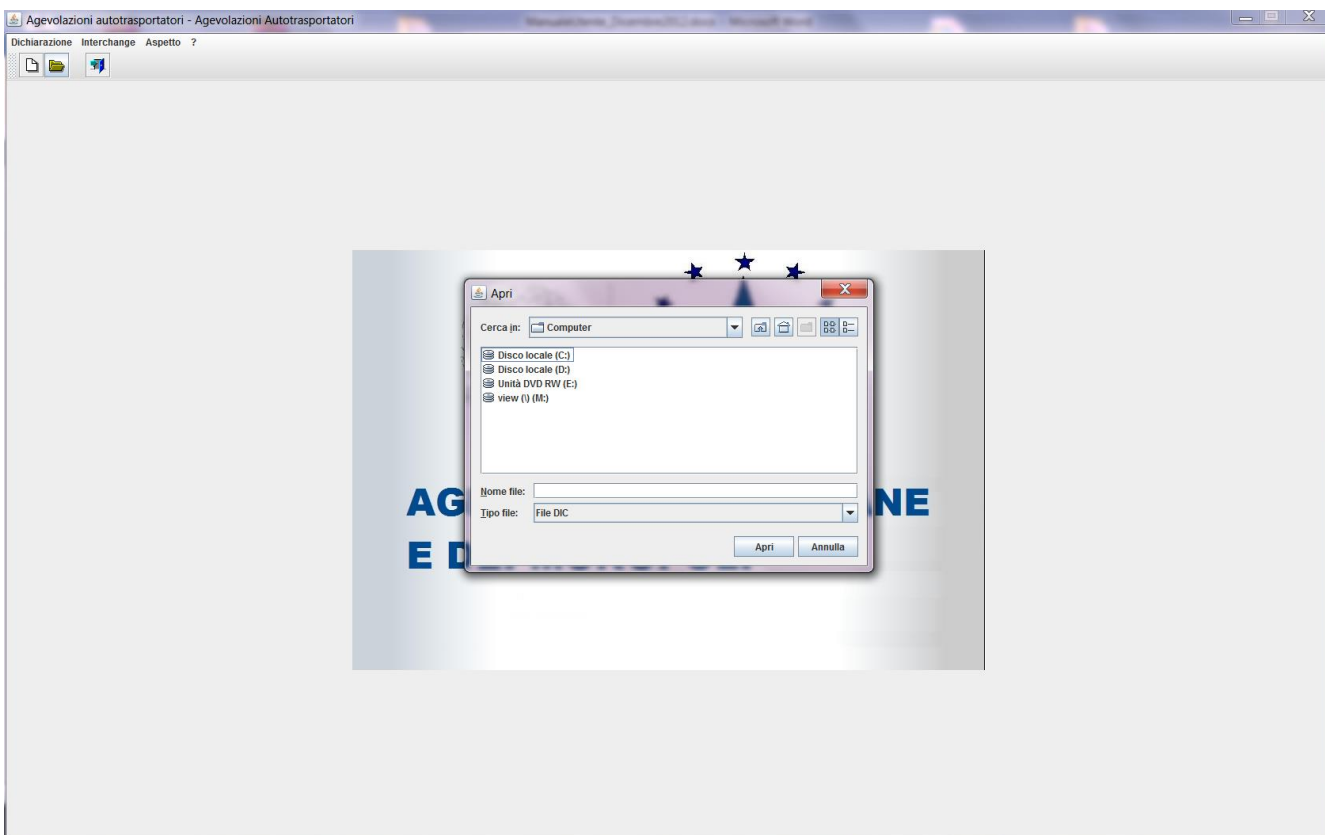 Agevolazioni autotrasportatori - Agevolazioni Autotrasportatori
Dichiarazione Interchange Aspetto ?
Apri
Cerca in: Computer
Disco locale (C:)
Disco locale (D:)
Unità DVD RW (E:)
view (\) (M:)
Nome file:
Tipo file: File DIC
Apri Annulla
AG NE
E D